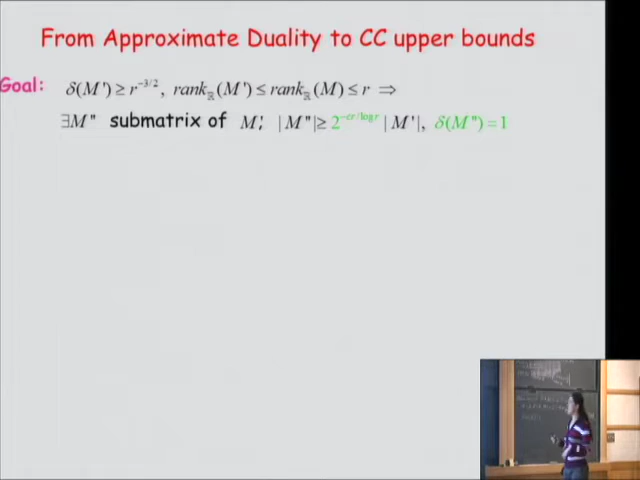 From Approximate Duality to CC upper bounds
Goal: δ(M') ≥ r^{-3/2}, rank_ℝ(M') ≤ rank_ℝ(M) ≤ r ⇒
∃M'' submatrix of M', |M''| ≥ 2^{-cr/log r} |M'|, δ(M'') = 1